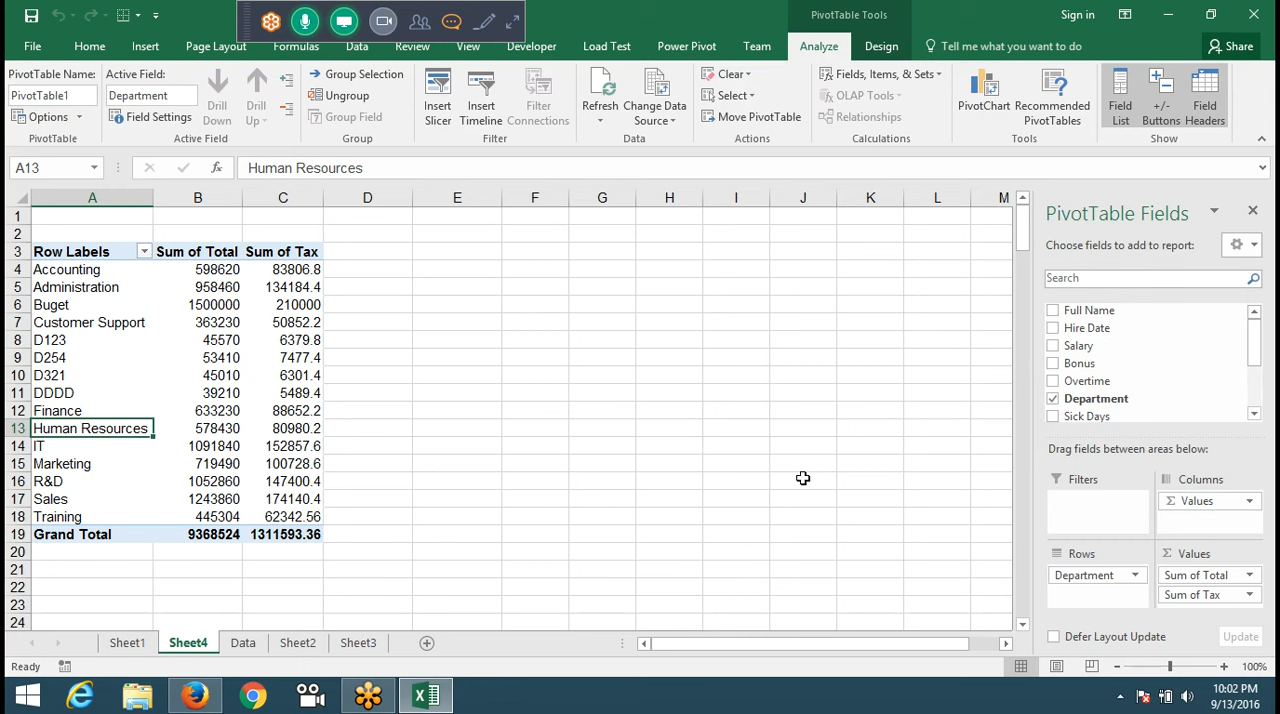 PivotTable Tools
Sign in
File Home Insert Page Layout Formulas Data Review View Developer Load Test Power Pivot Team Analyze Design Tell me what you want to do Share
PivotTable Name:
PivotTable1
Options
PivotTable
Active Field:
Department
Field Settings
Drill Down
Drill Up
Active Field
Group Selection
Ungroup
Group Field
Group
Insert Slicer
Insert Timeline
Filter Connections
Filter
Refresh
Change Data Source
Data
Clear
Select
Move PivotTable
Actions
Fields, Items, & Sets
OLAP Tools
Relationships
Calculations
PivotChart
Recommended PivotTables
Tools
Field List
+/- Buttons
Field Headers
Show
A13 fx Human Resources
A B C D E F G H I J K L M
1
2
3 Row Labels Sum of Total Sum of Tax
4 Accounting 598620 83806.8
5 Administration 958460 134184.4
6 Buget 1500000 210000
7 Customer Support 363230 50852.2
8 D123 45570 6379.8
9 D254 53410 7477.4
10 D321 45010 6301.4
11 DDDD 39210 5489.4
12 Finance 633230 88652.2
13 Human Resources 578430 80980.2
14 IT 1091840 152857.6
15 Marketing 719490 100728.6
16 R&D 1052860 147400.4
17 Sales 1243860 174140.4
18 Training 445304 62342.56
19 Grand Total 9368524 1311593.36
20
21
22
23
24
PivotTable Fields
Choose fields to add to report:
Search
Full Name
Hire Date
Salary
Bonus
Overtime
Department
Sick Days
Drag fields between areas below:
Filters
Columns
Σ Values
Rows
Department
Σ Values
Sum of Total
Sum of Tax
Defer Layout Update Update
Sheet1 Sheet4 Data Sheet2 Sheet3
Ready
100%
10:02 PM
9/13/2016